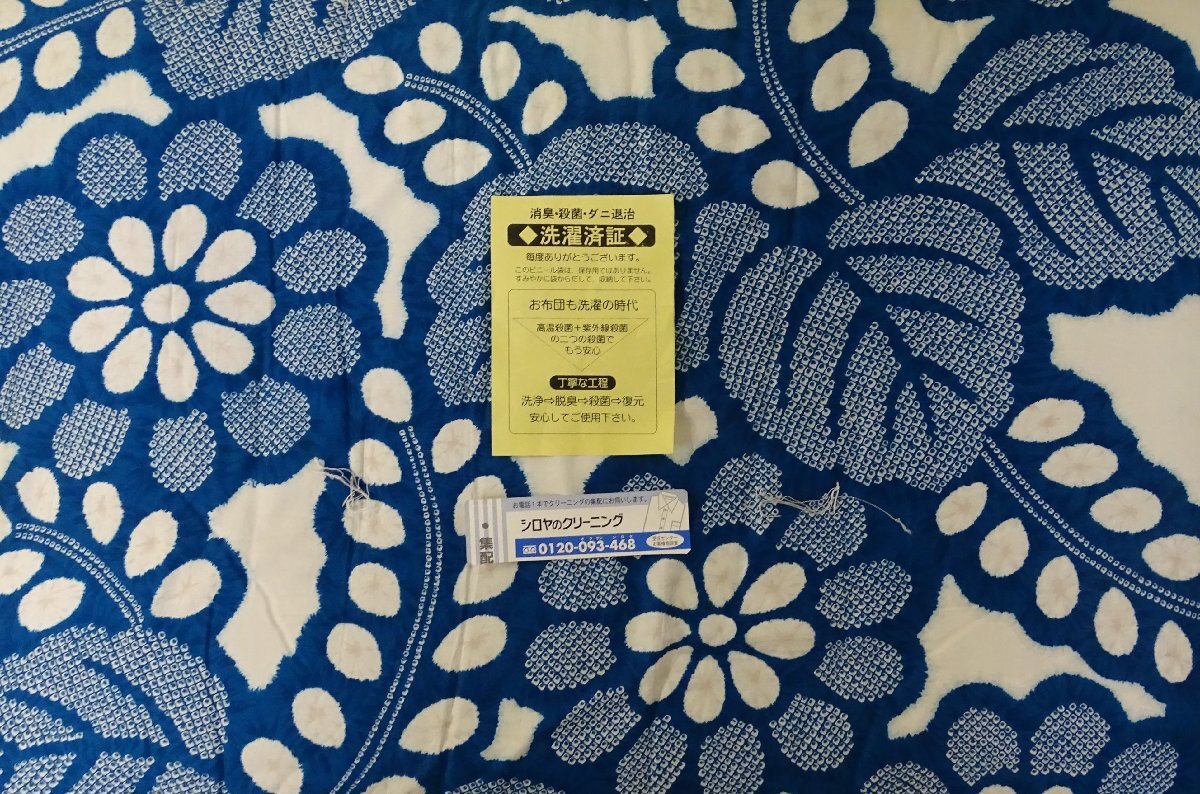 消臭・殺菌・ダニ退治
◆洗濯済証◆
毎度ありがとうございます。
このビニール袋は、保存用ではありません。
すみやかに袋からだして、収納して下さい。
お布団も洗濯の時代
高温殺菌＋紫外線殺菌
の二つの殺菌で
もう安心
丁寧な工程
洗浄⇨脱臭⇨殺菌⇨復元
安心してご使用下さい。
お電話1本でクリーニングの集配にお伺いします。
シロヤのクリーニング
集配
0120-093-468